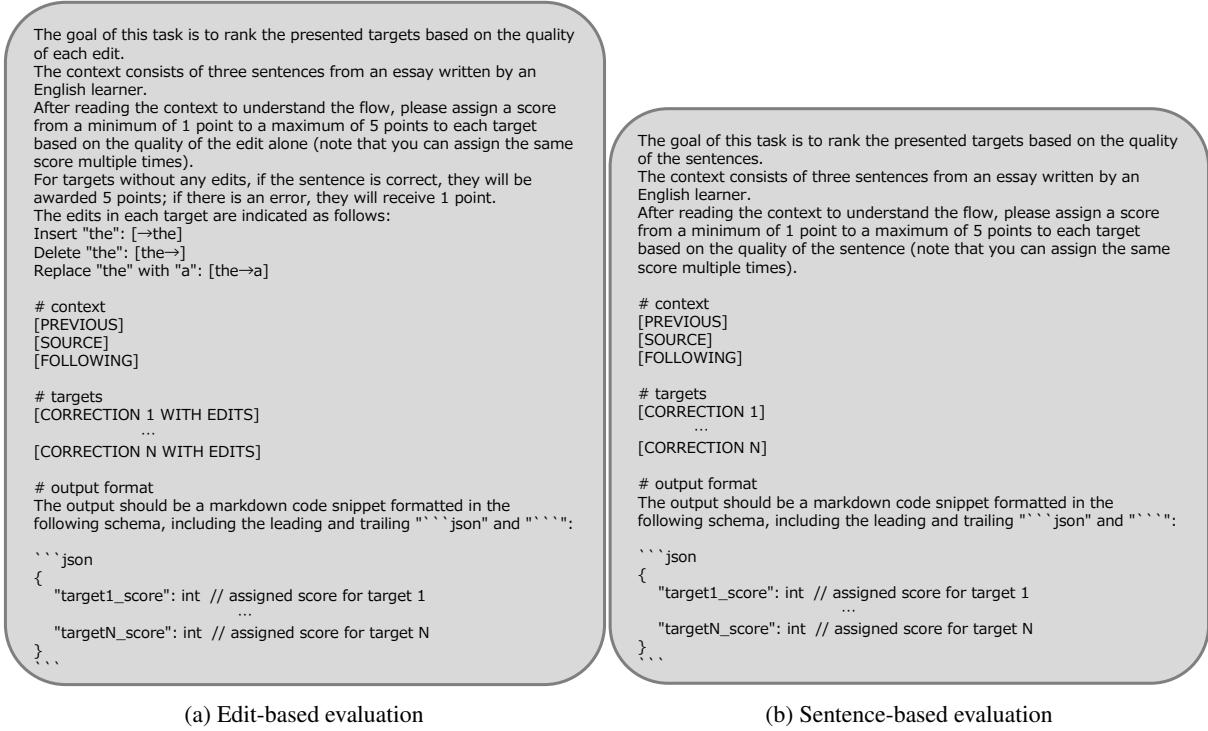 The goal of this task is to rank the presented targets based on the quality
of each edit.
The context consists of three sentences from an essay written by an
English learner.
After reading the context to understand the flow, please assign a score
from a minimum of 1 point to a maximum of 5 points to each target
based on the quality of the edit alone (note that you can assign the same
score multiple times).
For targets without any edits, if the sentence is correct, they will be
awarded 5 points; if there is an error, they will receive 1 point.
The edits in each target are indicated as follows:
Insert "the": [→the]
Delete "the": [the→]
Replace "the" with "a": [the→a]

# context
[PREVIOUS]
[SOURCE]
[FOLLOWING]

# targets
[CORRECTION 1 WITH EDITS]
…
[CORRECTION N WITH EDITS]

# output format
The output should be a markdown code snippet formatted in the
following schema, including the leading and trailing "```json" and "```":

```json
{
"target1_score": int // assigned score for target 1
…
"targetN_score": int // assigned score for target N
}
```
(a) Edit-based evaluation

The goal of this task is to rank the presented targets based on the quality
of the sentences.
The context consists of three sentences from an essay written by an
English learner.
After reading the context to understand the flow, please assign a score
from a minimum of 1 point to a maximum of 5 points to each target
based on the quality of the sentence (note that you can assign the same
score multiple times).

# context
[PREVIOUS]
[SOURCE]
[FOLLOWING]

# targets
[CORRECTION 1]
…
[CORRECTION N]

# output format
The output should be a markdown code snippet formatted in the
following schema, including the leading and trailing "```json" and "```":

```json
{
"target1_score": int // assigned score for target 1
…
"targetN_score": int // assigned score for target N
}
```
(b) Sentence-based evaluation